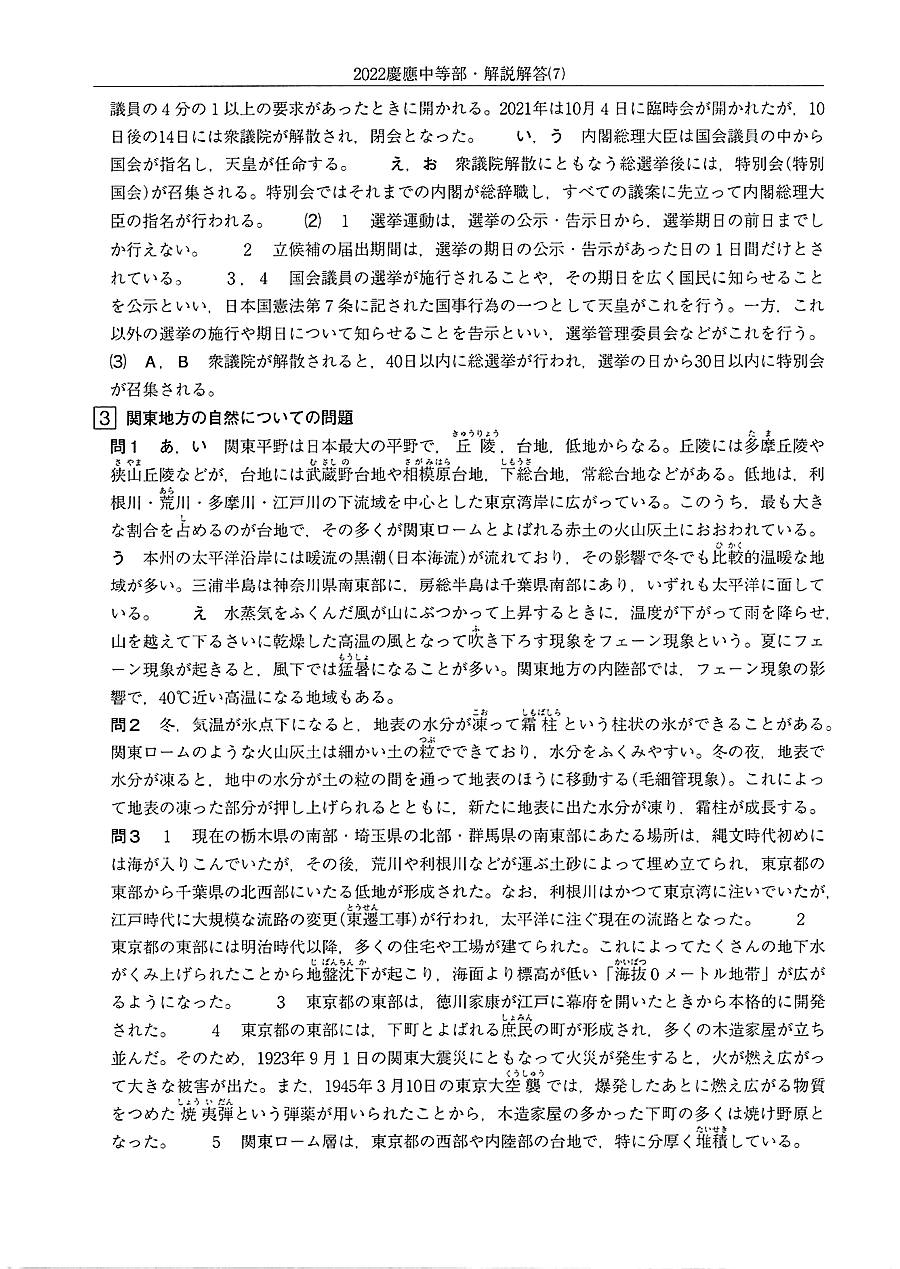 2022慶應中等部・解説解答(7)
議員の4分の1以上の要求があったときに開かれる。2021年は10月4日に臨時会が開かれたが，10
日後の14日には衆議院が解散され，閉会となった。　い，う　内閣総理大臣は国会議員の中から
国会が指名し，天皇が任命する。　え，お　衆議院解散にともなう総選挙後には，特別会(特別
国会)が召集される。特別会ではそれまでの内閣が総辞職し，すべての議案に先立って内閣総理大
臣の指名が行われる。　⑵　1　選挙運動は，選挙の公示・告示日から，選挙期日の前日までし
か行えない。　2　立候補の届出期間は，選挙の期日の公示・告示があった日の1日間だけとさ
れている。　3，4　国会議員の選挙が施行されることや，その期日を広く国民に知らせること
を公示といい，日本国憲法第7条に記された国事行為の一つとして天皇がこれを行う。一方，これ
以外の選挙の施行や期日について知らせることを告示といい，選挙管理委員会などがこれを行う。
⑶　A，B　衆議院が解散されると，40日以内に総選挙が行われ，選挙の日から30日以内に特別会
が召集される。
3　関東地方の自然についての問題
問1　あ，い　関東平野は日本最大の平野で，丘陵，台地，低地からなる。丘陵には多摩丘陵や
狭山丘陵などが，台地には武蔵野台地や相模原台地，下総台地，常総台地などがある。低地は，利
根川・荒川・多摩川・江戸川の下流域を中心とした東京湾岸に広がっている。このうち，最も大き
な割合を占めるのが台地で，その多くが関東ロームとよばれる赤土の火山灰土におおわれている。
う　本州の太平洋沿岸には暖流の黒潮(日本海流)が流れており，その影響で冬でも比較的温暖な地
域が多い。三浦半島は神奈川県南東部に，房総半島は千葉県南部にあり，いずれも太平洋に面して
いる。　え　水蒸気をふくんだ風が山にぶつかって上昇するときに，温度が下がって雨を降らせ，
山を越えて下るさいに乾燥した高温の風となって吹き下ろす現象をフェーン現象という。夏にフェ
ーン現象が起きると，風下では猛暑になることが多い。関東地方の内陸部では，フェーン現象の影
響で，40℃近い高温になる地域もある。
問2　冬，気温が氷点下になると，地表の水分が凍って霜柱という柱状の氷ができることがある。
関東ロームのような火山灰土は細かい土の粒でできており，水分をふくみやすい。冬の夜，地表で
水分が凍ると，地中の水分が土の粒の間を通って地表のほうに移動する(毛細管現象)。これによっ
て地表の凍った部分が押し上げられるとともに，新たに地表に出た水分が凍り，霜柱が成長する。
問3　1　現在の栃木県の南部・埼玉県の北部・群馬県の南東部にあたる場所は，縄文時代初めに
は海が入りこんでいたが，その後，荒川や利根川などが運ぶ土砂によって埋め立てられ，東京都の
東部から千葉県の北西部にいたる低地が形成された。なお，利根川はかつて東京湾に注いでいたが，
江戸時代に大規模な流路の変更(東遷工事)が行われ，太平洋に注ぐ現在の流路となった。　2
東京都の東部には明治時代以降，多くの住宅や工場が建てられた。これによってたくさんの地下水
がくみ上げられたことから地盤沈下が起こり，海面より標高が低い「海抜0メートル地帯」が広が
るようになった。　3　東京都の東部は，徳川家康が江戸に幕府を開いたときから本格的に開発
された。　4　東京都の東部には，下町とよばれる庶民の町が形成され，多くの木造家屋が立ち
並んだ。そのため，1923年9月1日の関東大震災にともなって火災が発生すると，火が燃え広がっ
て大きな被害が出た。また，1945年3月10日の東京大空襲では，爆発したあとに燃え広がる物質
をつめた焼夷弾という弾薬が用いられたことから，木造家屋の多かった下町の多くは焼け野原と
なった。　5　関東ローム層は，東京都の西部や内陸部の台地で，特に分厚く堆積している。